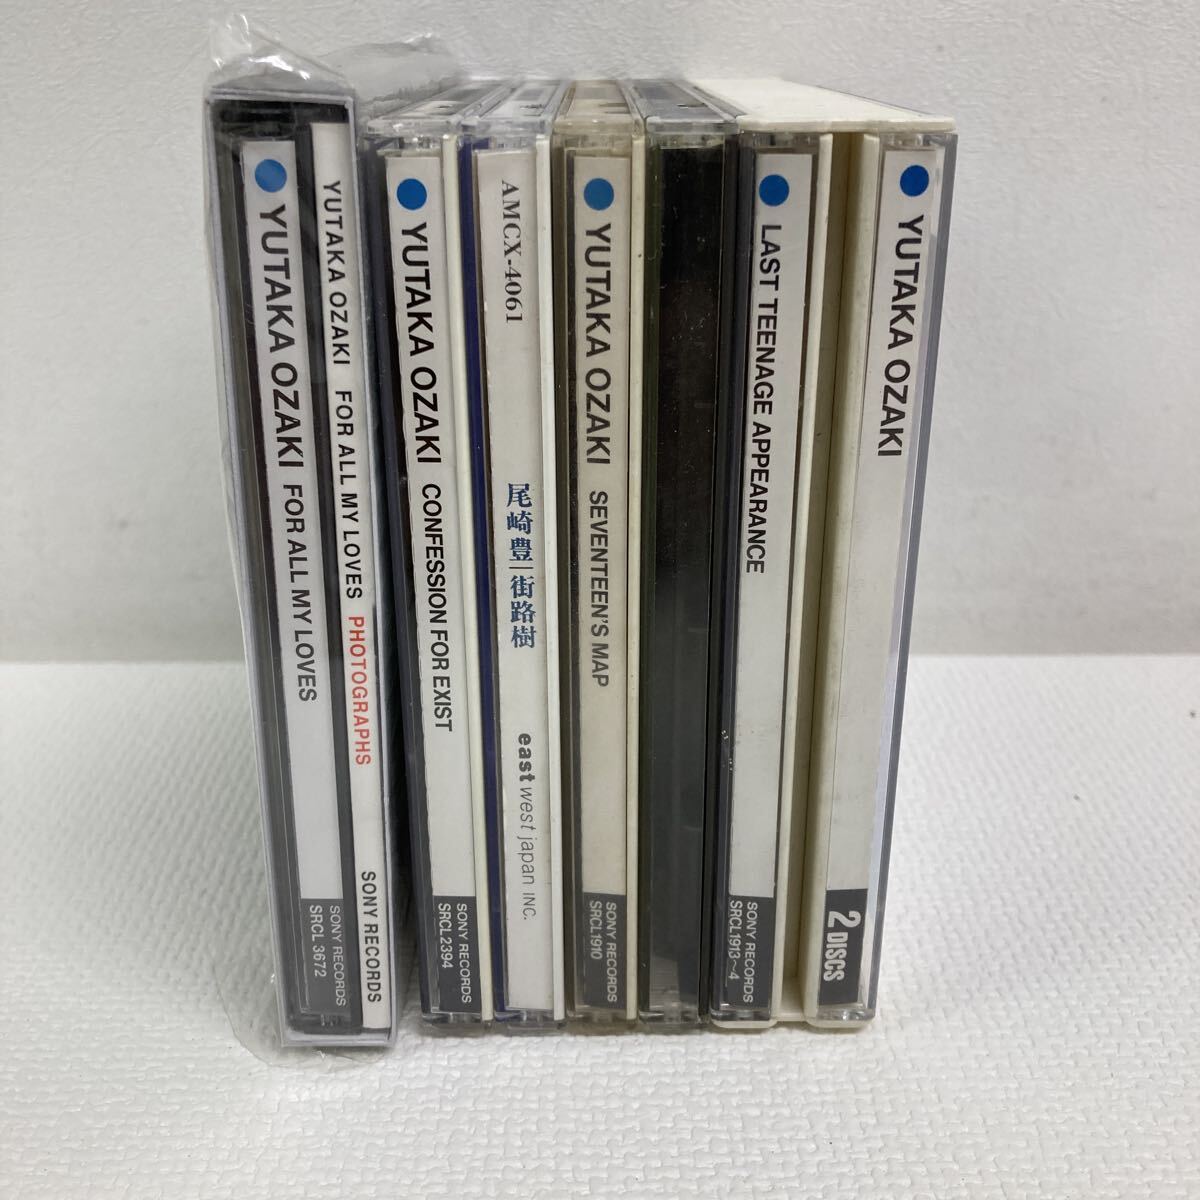 YUTAKA OZAKI FOR ALL MY LOVES
SONY RECORDS
SRCL 3672
YUTAKA OZAKI FOR ALL MY LOVES PHOTOGRAPHS SONY RECORDS
YUTAKA OZAKI CONFESSION FOR EXIST
SONY RECORDS
SRCL 2394
AMCX-4061 尾崎豊|街路樹 eastwest japan INC.
YUTAKA OZAKI SEVENTEEN'S MAP
SONY RECORDS
SRCL1910
LAST TEENAGE APPEARANCE
SONY RECORDS
SRCL1913~4
YUTAKA OZAKI
2 DISCS